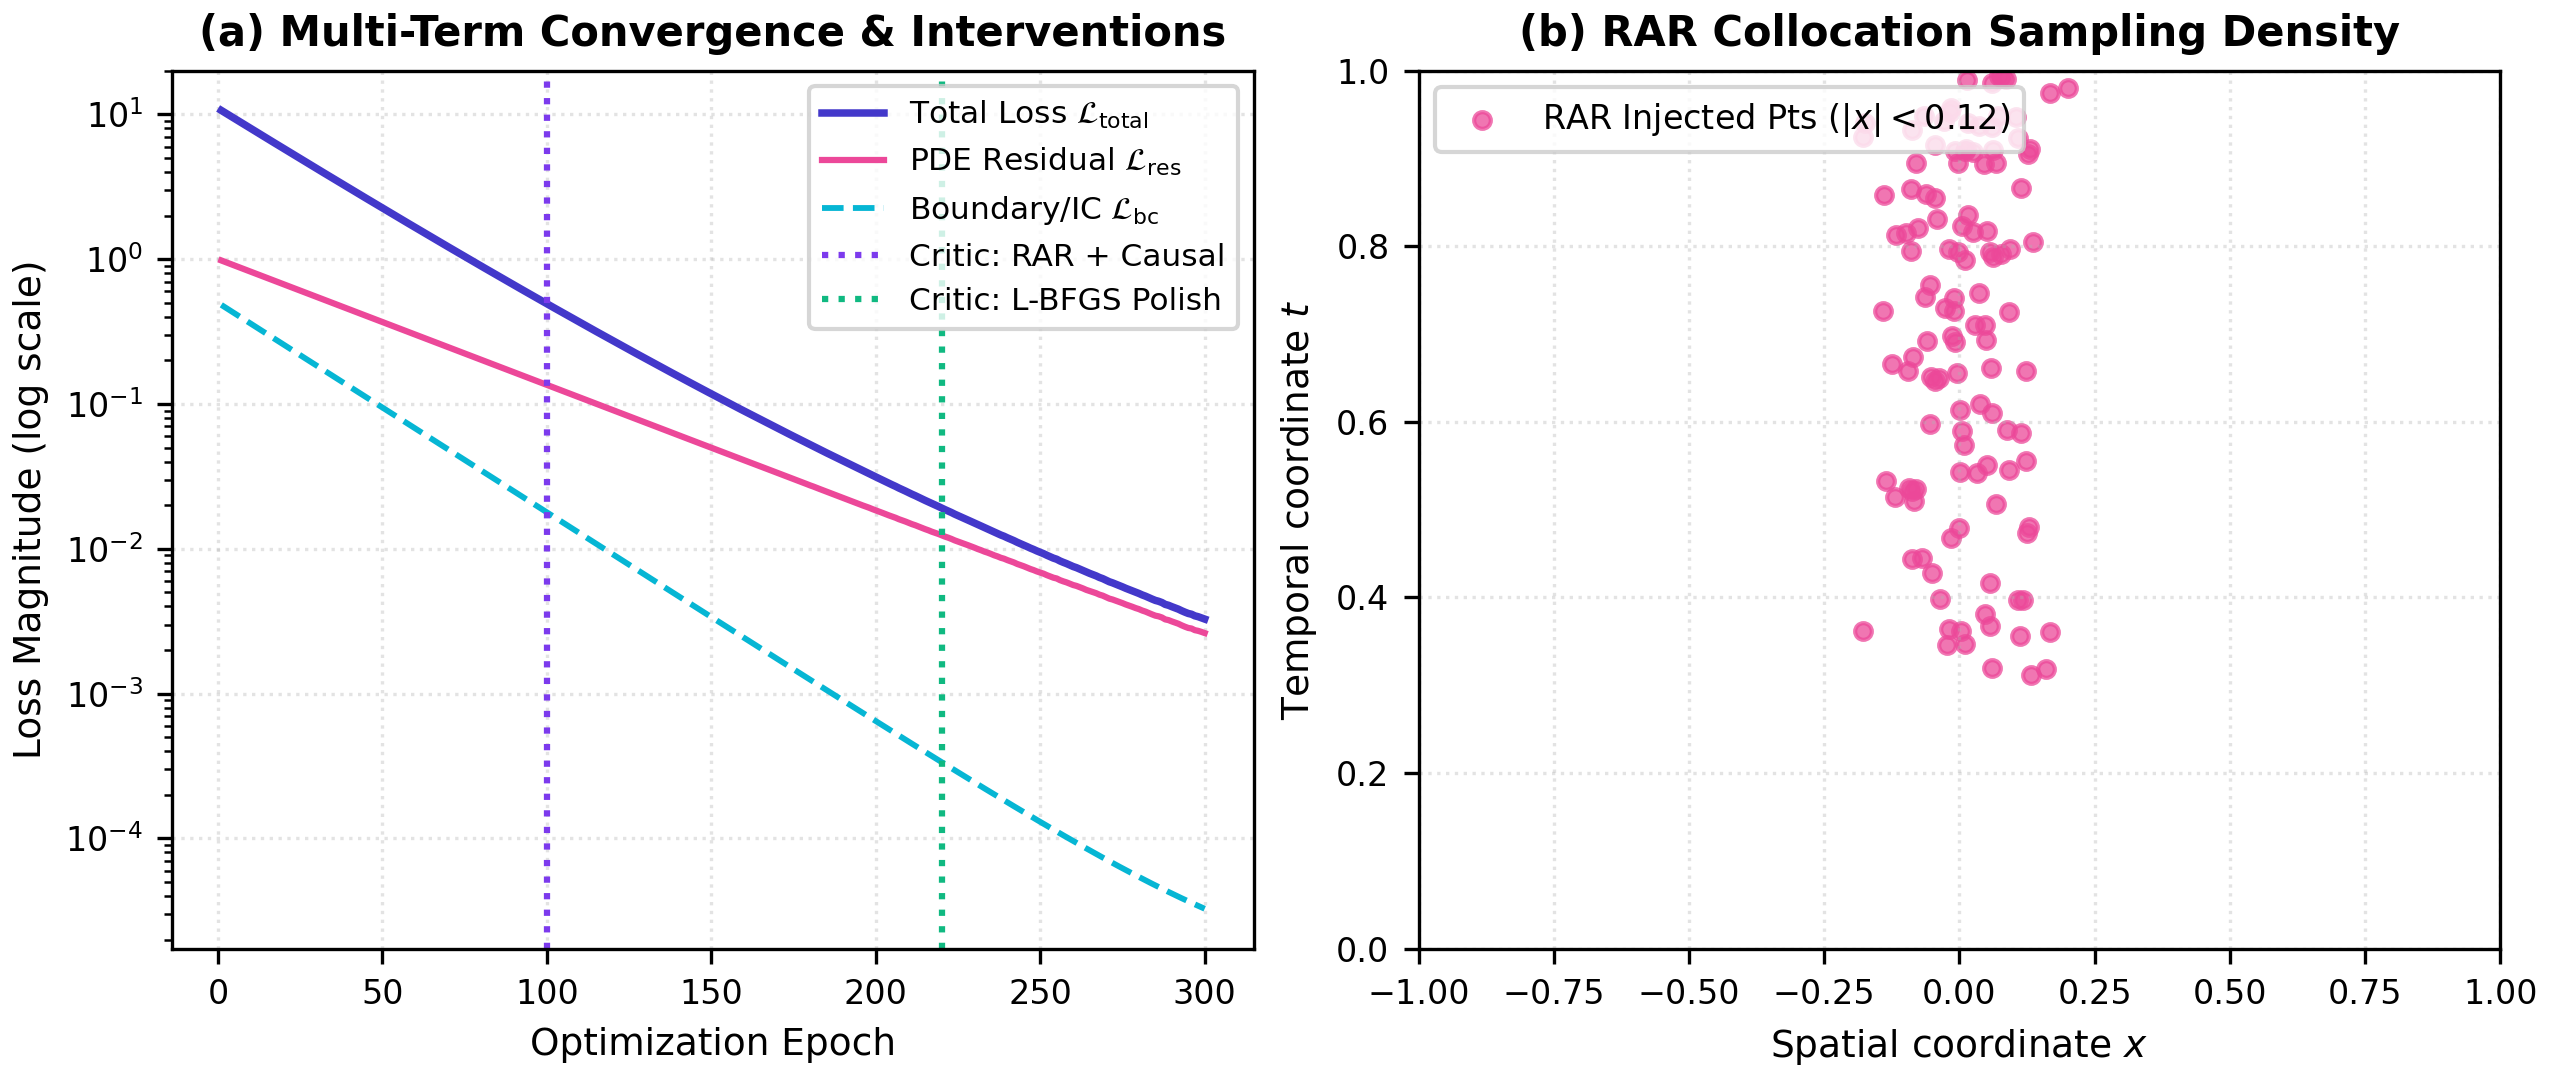 (a) Multi-Term Convergence & Interventions
Loss Magnitude (log scale)
10¹
10⁰
10⁻¹
10⁻²
10⁻³
10⁻⁴
Total Loss ℒtotal
PDE Residual ℒres
Boundary/IC ℒbc
Critic: RAR + Causal
Critic: L-BFGS Polish
0 50 100 150 200 250 300
Optimization Epoch
(b) RAR Collocation Sampling Density
Temporal coordinate t
1.0
0.8
0.6
0.4
0.2
0.0
RAR Injected Pts (|x| < 0.12)
−1.00 −0.75 −0.50 −0.25 0.00 0.25 0.50 0.75 1.00
Spatial coordinate x